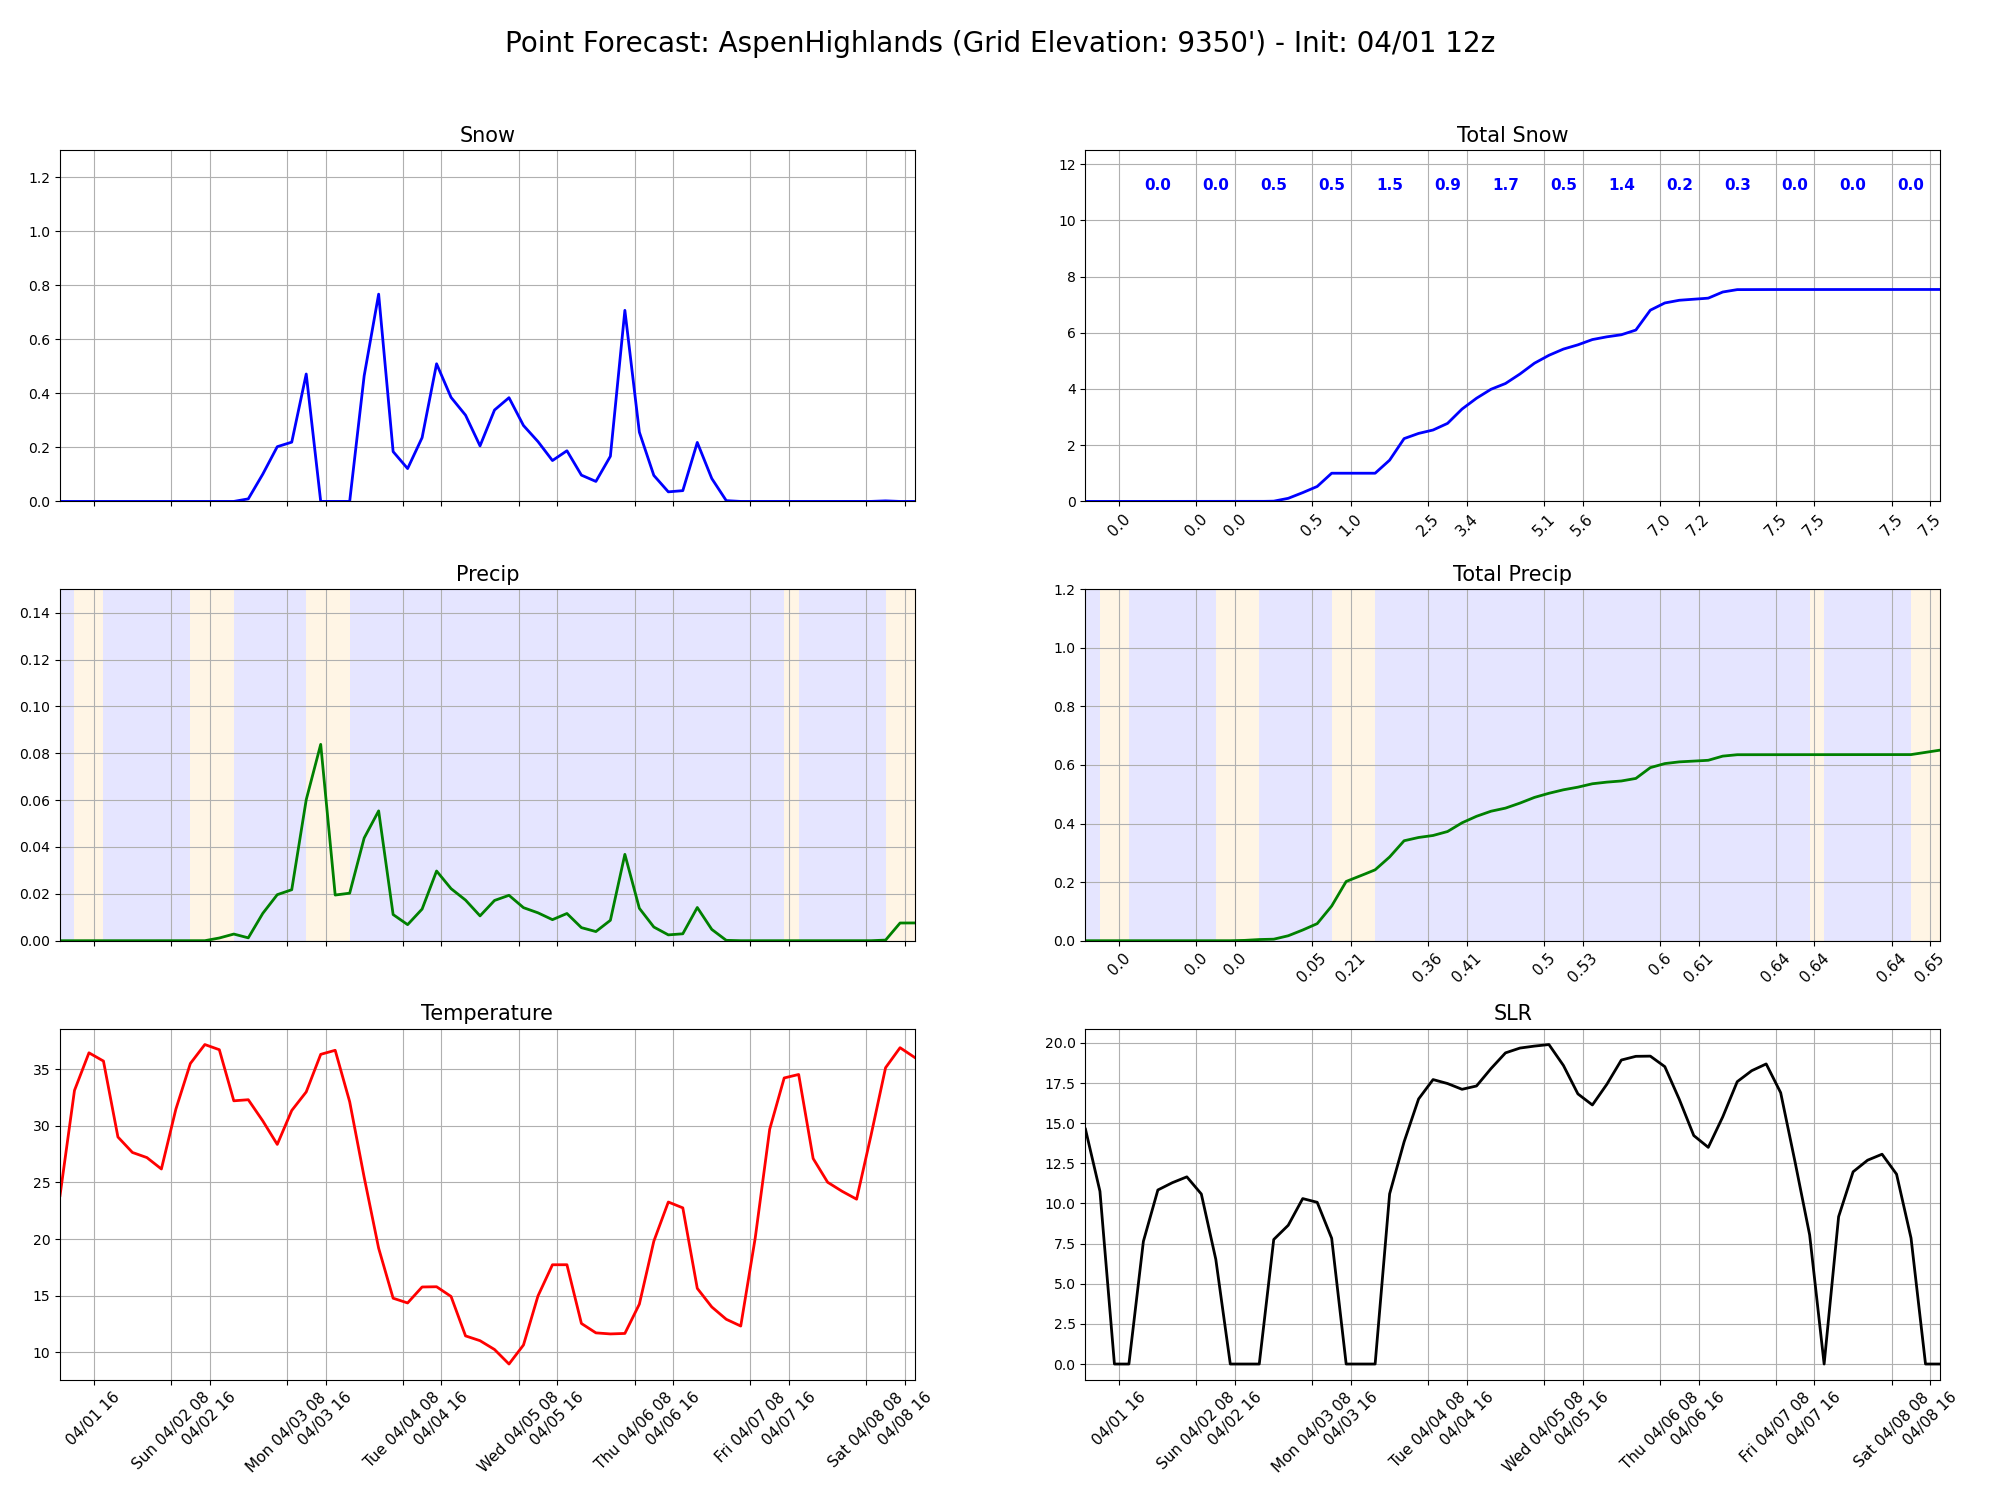 Point Forecast: AspenHighlands (Grid Elevation: 9350') - Init: 04/01 12z
Snow
1.2
1.0
0.8
0.6
0.4
0.2
0.0
Total Snow
12
10
8
6
4
2
0
0.0 0.0 0.5 0.5 1.5 0.9 1.7 0.5 1.4 0.2 0.3 0.0 0.0 0.0
0.0 0.0 0.0 0.5 1.0 2.5 3.4 5.1 5.6 7.0 7.2 7.5 7.5 7.5 7.5
Precip
0.14
0.12
0.10
0.08
0.06
0.04
0.02
0.00
Total Precip
1.2
1.0
0.8
0.6
0.4
0.2
0.0
0.0 0.0 0.0 0.05 0.21 0.36 0.41 0.5 0.53 0.6 0.61 0.64 0.64 0.64 0.65
Temperature
35
30
25
20
15
10
04/01 16
Sun 04/02 08
04/02 16
Mon 04/03 08
04/03 16
Tue 04/04 08
04/04 16
Wed 04/05 08
04/05 16
Thu 04/06 08
04/06 16
Fri 04/07 08
04/07 16
Sat 04/08 08
04/08 16
SLR
20.0
17.5
15.0
12.5
10.0
7.5
5.0
2.5
0.0
04/01 16
Sun 04/02 08
04/02 16
Mon 04/03 08
04/03 16
Tue 04/04 08
04/04 16
Wed 04/05 08
04/05 16
Thu 04/06 08
04/06 16
Fri 04/07 08
04/07 16
Sat 04/08 08
04/08 16